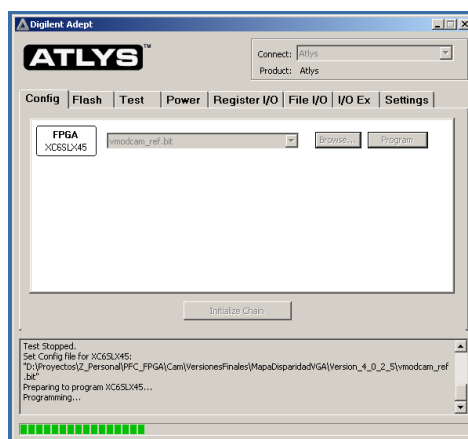 Digilent Adept
ATLYS™
Connect: Atlys
Product: Atlys
Config Flash Test Power Register I/O File I/O I/O Ex Settings
FPGA
XC6SLX45
vmodcam_ref.bit
Browse... Program
Initialize Chain
Test Stopped.
Set Config file for XC6SLX45:
"D:\Proyectos\Z_Personal\PFC_FPGA\Cam\VersionesFinales\MapaDisparidadVGA\Version_4_0_2_5\vmodcam_ref
.bit"
Preparing to program XC6SLX45...
Programming...